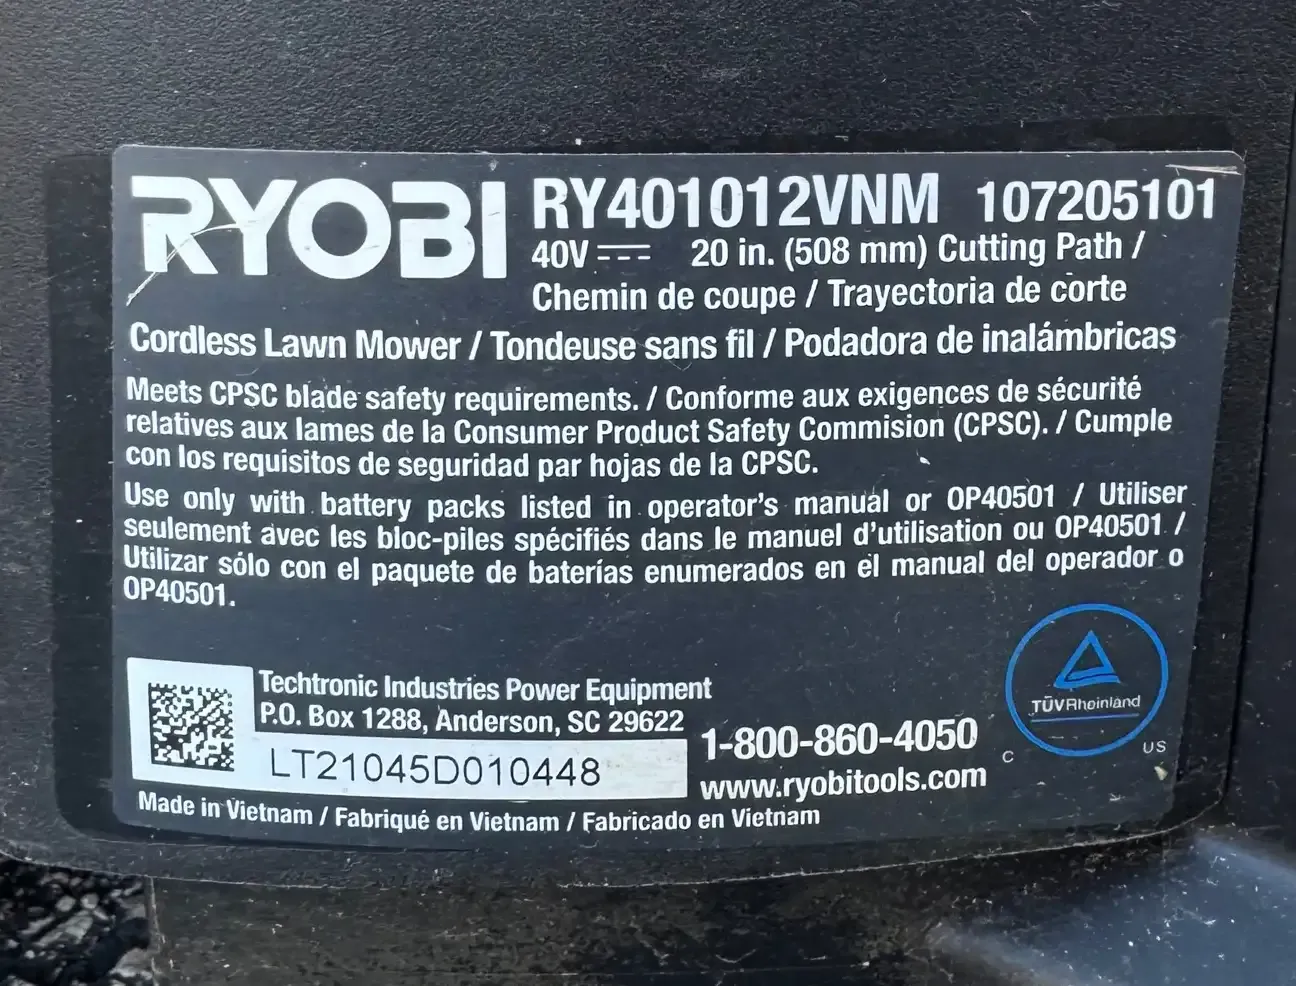 RYOBI RY401012VNM 107205101
40V 20 in. (508 mm) Cutting Path /
Chemin de coupe / Trayectoria de corte
Cordless Lawn Mower / Tondeuse sans fil / Podadora de inalámbricas
Meets CPSC blade safety requirements. / Conforme aux exigences de sécurité
relatives aux lames de la Consumer Product Safety Commision (CPSC). / Cumple
con los requisitos de seguridad par hojas de la CPSC.
Use only with battery packs listed in operator's manual or OP40501 / Utiliser
seulement avec les bloc-piles spécifiés dans le manuel d'utilisation ou OP40501 /
Utilizar sólo con el paquete de baterías enumerados en el manual del operador o
OP40501.
Techtronic Industries Power Equipment
P.O. Box 1288, Anderson, SC 29622
LT21045D010448
1-800-860-4050
www.ryobitools.com
TÜVRheinland
C US
Made in Vietnam / Fabriqué en Vietnam / Fabricado en Vietnam